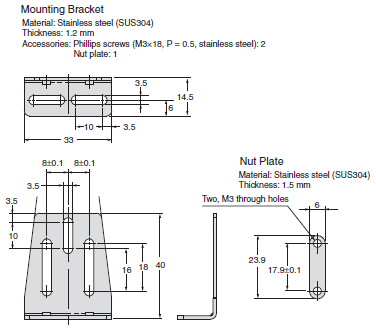 Mounting Bracket
Material: Stainless steel (SUS304)
Thickness: 1.2 mm
Accessories: Phillips screws (M3×18, P = 0.5, stainless steel): 2
Nut plate: 1
3.5
14.5
6
10
3.5
33
8±0.1 8±0.1
3.5
3.5
10
16
18
40
Nut Plate
Material: Stainless steel (SUS304)
Thickness: 1.5 mm
Two, M3 through holes
6
23.9
17.9±0.1